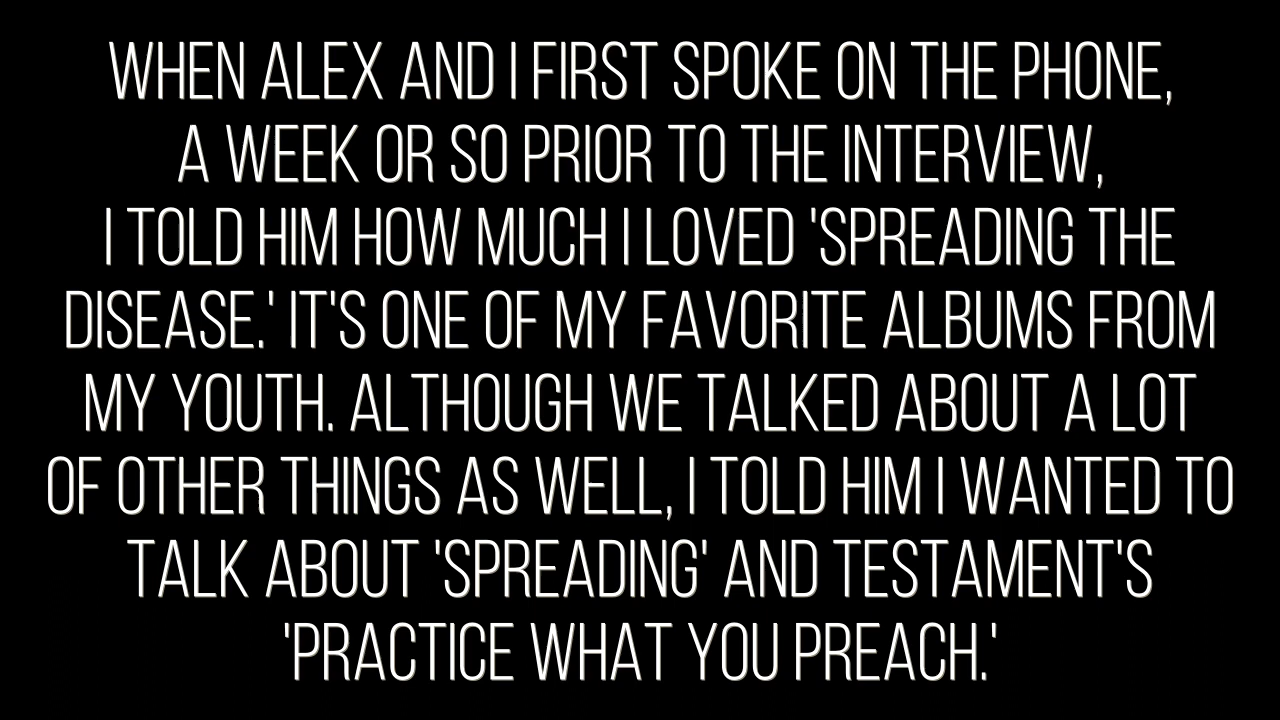 WHEN ALEX AND I FIRST SPOKE ON THE PHONE,
A WEEK OR SO PRIOR TO THE INTERVIEW,
I TOLD HIM HOW MUCH I LOVED 'SPREADING THE
DISEASE.' IT'S ONE OF MY FAVORITE ALBUMS FROM
MY YOUTH. ALTHOUGH WE TALKED ABOUT A LOT
OF OTHER THINGS AS WELL, I TOLD HIM I WANTED TO
TALK ABOUT 'SPREADING' AND TESTAMENT'S
'PRACTICE WHAT YOU PREACH.'